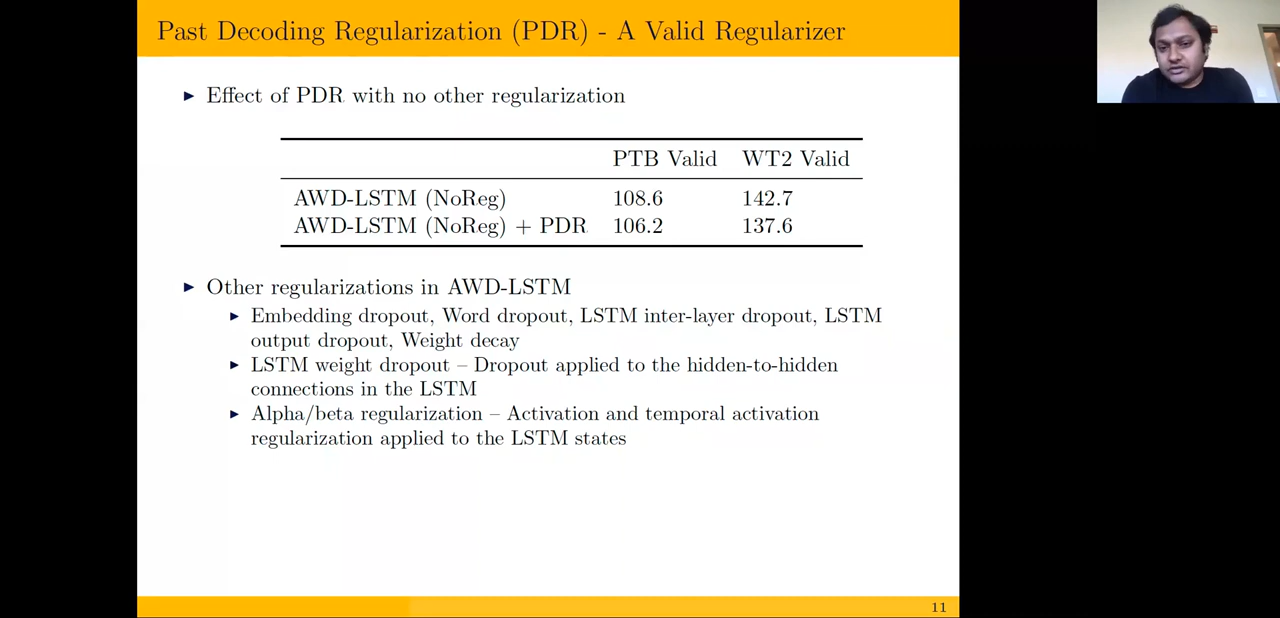 Past Decoding Regularization (PDR) - A Valid Regularizer
▶ Effect of PDR with no other regularization
PTB Valid WT2 Valid
AWD-LSTM (NoReg) 108.6 142.7
AWD-LSTM (NoReg) + PDR 106.2 137.6
▶ Other regularizations in AWD-LSTM
▶ Embedding dropout, Word dropout, LSTM inter-layer dropout, LSTM
output dropout, Weight decay
▶ LSTM weight dropout – Dropout applied to the hidden-to-hidden
connections in the LSTM
▶ Alpha/beta regularization – Activation and temporal activation
regularization applied to the LSTM states
11